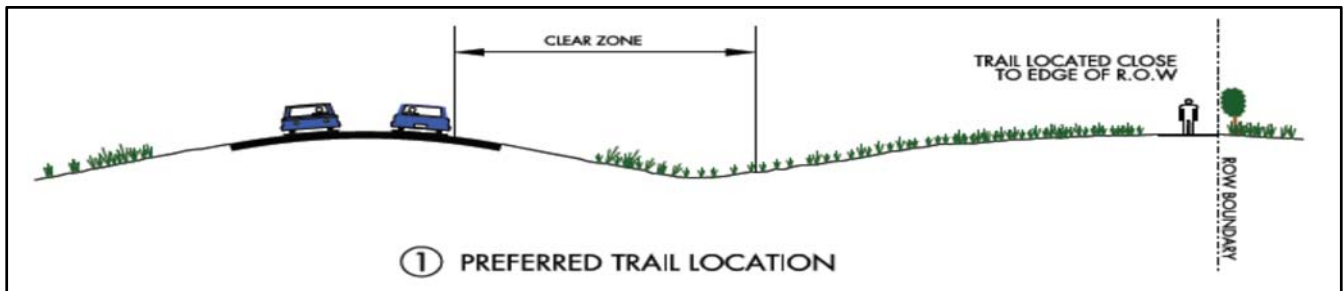 CLEAR ZONE
TRAIL LOCATED CLOSE
TO EDGE OF R.O.W
ROW BOUNDARY
1 PREFERRED TRAIL LOCATION